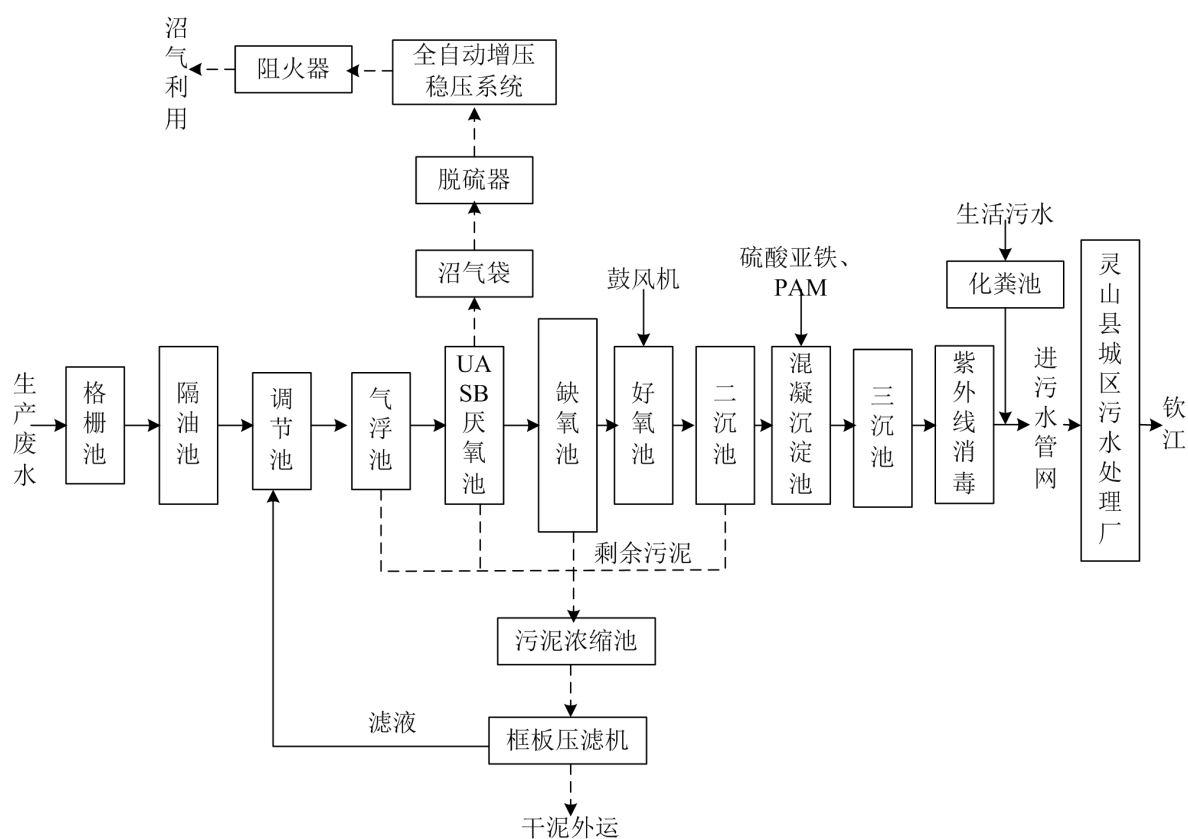 沼气利用
阻火器
全自动增压
稳压系统
脱硫器
沼气袋
生活污水
化粪池
鼓风机
硫酸亚铁、
PAM
生产废水
格栅池
隔油池
调节池
气浮池
UA
SB厌氧池
缺氧池
好氧池
二沉池
混凝沉淀池
三沉池
紫外线消毒
进污水管网
灵山县城区污水处理厂
钦江
剩余污泥
污泥浓缩池
滤液
框板压滤机
干泥外运